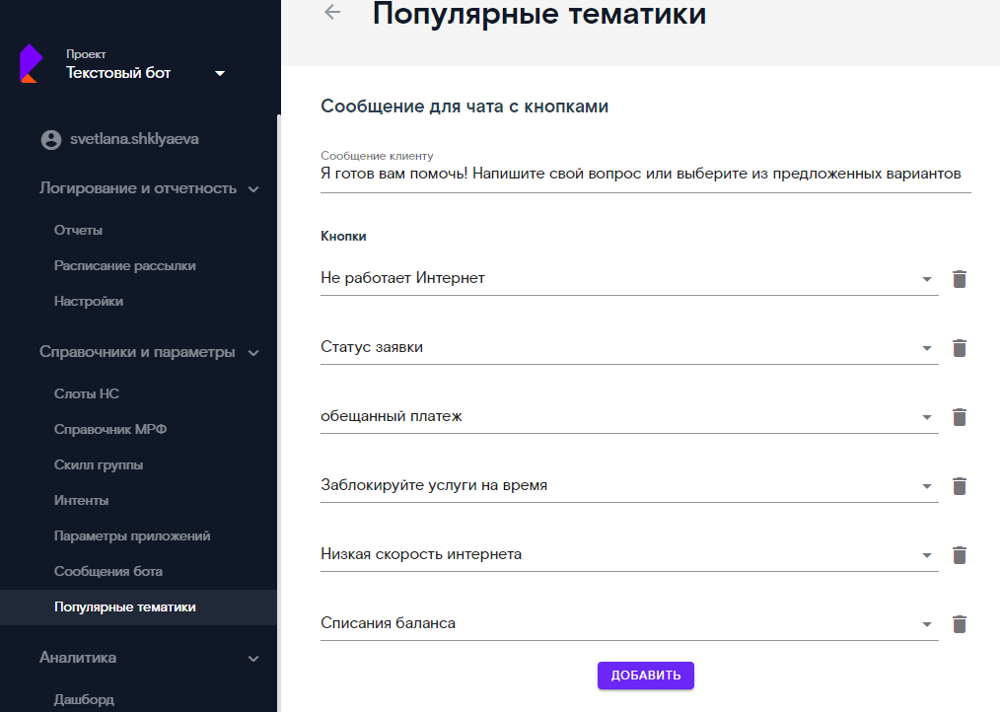 Проект
Текстовый бот
svetlana.shklyaeva
Логирование и отчетность
Отчеты
Расписание рассылки
Настройки
Справочники и параметры
Слоты НС
Справочник МРФ
Скилл группы
Интенты
Параметры приложений
Сообщения бота
Популярные тематики
Аналитика
Дашборд
Популярные тематики
Сообщение для чата с кнопками
Сообщение клиенту
Я готов вам помочь! Напишите свой вопрос или выберите из предложенных вариантов
Кнопки
Не работает Интернет
Статус заявки
обещанный платеж
Заблокируйте услуги на время
Низкая скорость интернета
Списания баланса
ДОБАВИТЬ